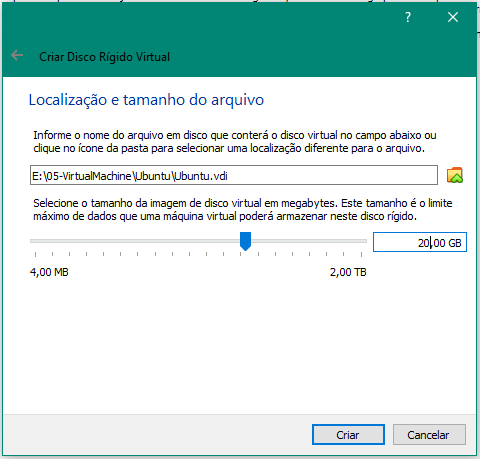 ?
Criar Disco Rígido Virtual
Localização e tamanho do arquivo
Informe o nome do arquivo em disco que conterá o disco virtual no campo abaixo ou
clique no ícone da pasta para selecionar uma localização diferente para o arquivo.
E:\05-VirtualMachine\Ubuntu\Ubuntu.vdi
Selecione o tamanho da imagem de disco virtual em megabytes. Este tamanho é o limite
máximo de dados que uma máquina virtual poderá armazenar neste disco rígido.
20,00 GB
4,00 MB 2,00 TB
Criar Cancelar